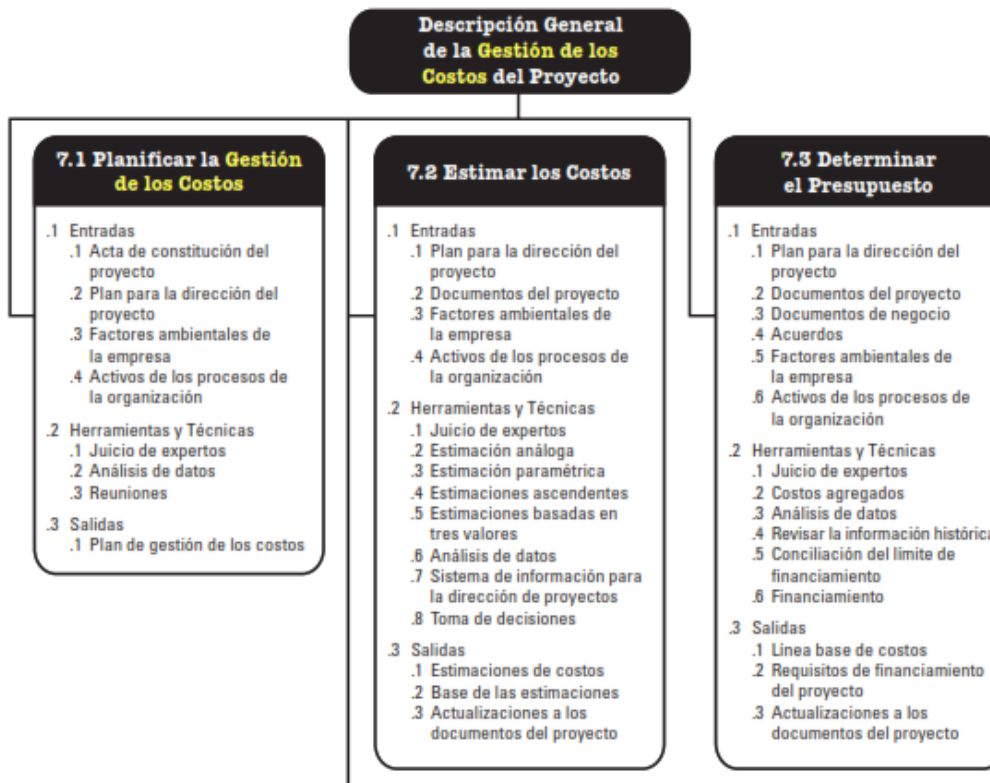 Descripción General
de la Gestión de los
Costos del Proyecto
7.1 Planificar la Gestión
de los Costos
.1 Entradas
.1 Acta de constitución del
proyecto
.2 Plan para la dirección del
proyecto
.3 Factores ambientales de
la empresa
.4 Activos de los procesos de
la organización
.2 Herramientas y Técnicas
.1 Juicio de expertos
.2 Análisis de datos
.3 Reuniones
.3 Salidas
.1 Plan de gestión de los costos
7.2 Estimar los Costos
.1 Entradas
.1 Plan para la dirección del
proyecto
.2 Documentos del proyecto
.3 Factores ambientales de
la empresa
.4 Activos de los procesos de
la organización
.2 Herramientas y Técnicas
.1 Juicio de expertos
.2 Estimación análoga
.3 Estimación paramétrica
.4 Estimaciones ascendentes
.5 Estimaciones basadas en
tres valores
.6 Análisis de datos
.7 Sistema de información para
la dirección de proyectos
.8 Toma de decisiones
.3 Salidas
.1 Estimaciones de costos
.2 Base de las estimaciones
.3 Actualizaciones a los
documentos del proyecto
7.3 Determinar
el Presupuesto
.1 Entradas
.1 Plan para la dirección del
proyecto
.2 Documentos del proyecto
.3 Documentos de negocio
.4 Acuerdos
.5 Factores ambientales de
la empresa
.6 Activos de los procesos de
la organización
.2 Herramientas y Técnicas
.1 Juicio de expertos
.2 Costos agregados
.3 Análisis de datos
.4 Revisar la información histórica
.5 Conciliación del límite de
financiamiento
.6 Financiamiento
.3 Salidas
.1 Línea base de costos
.2 Requisitos de financiamiento
del proyecto
.3 Actualizaciones a los
documentos del proyecto